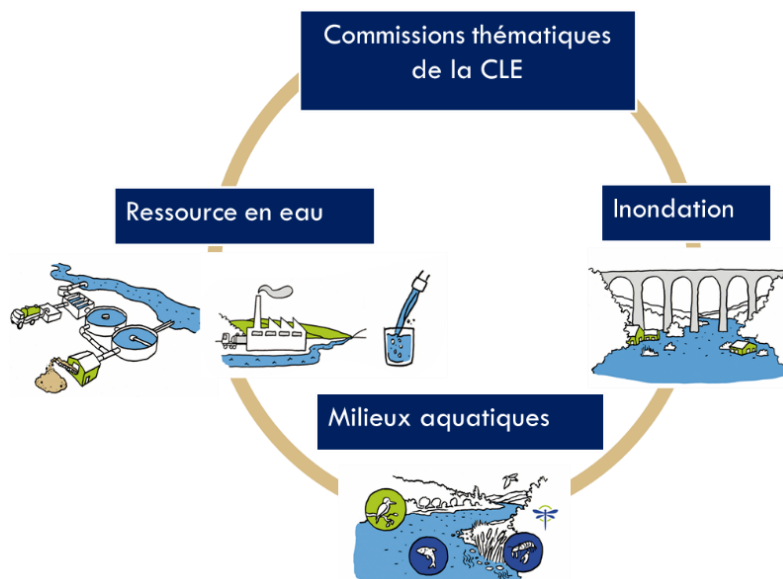 Commissions thématiques
de la CLE
Ressource en eau
Inondation
Milieux aquatiques